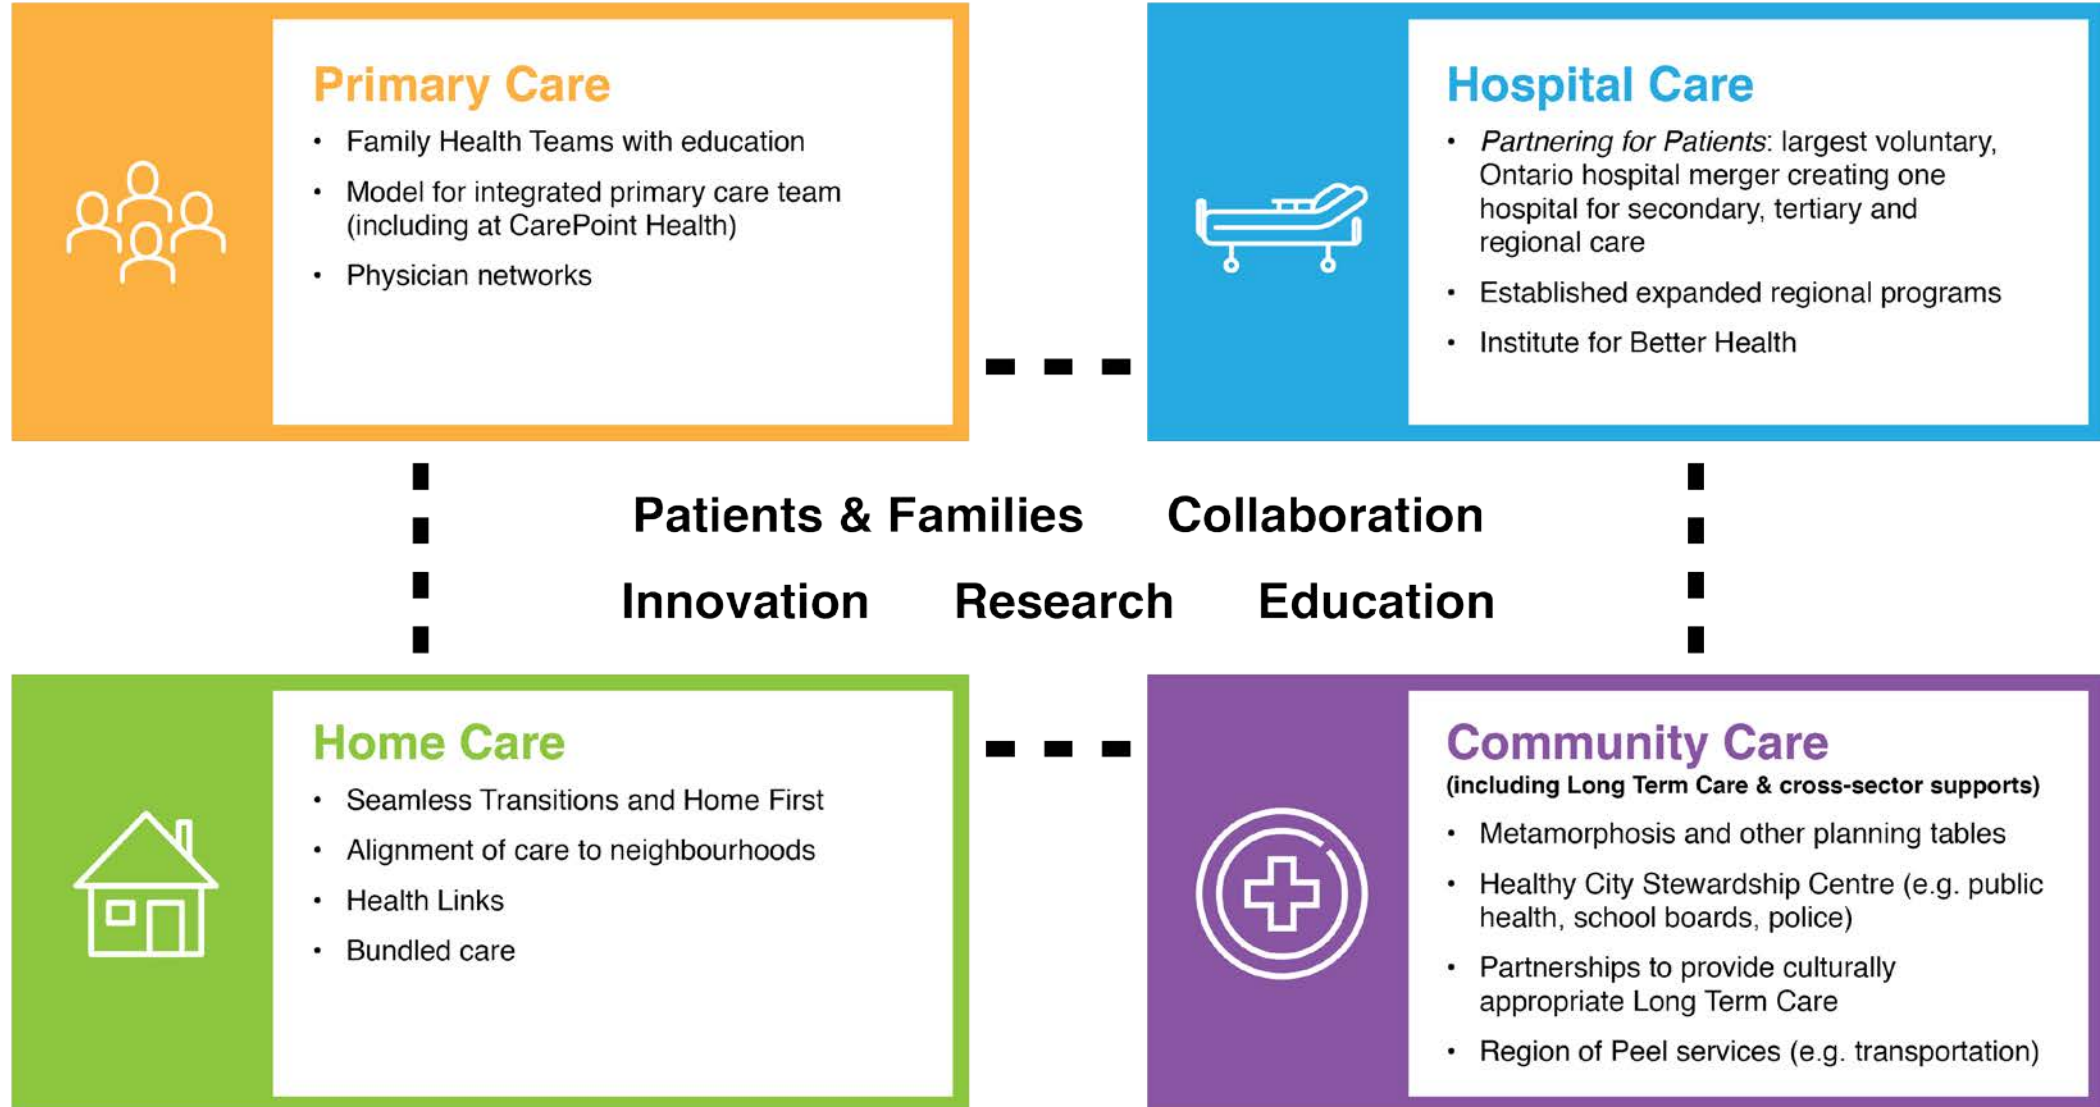 Primary Care
• Family Health Teams with education
• Model for integrated primary care team
(including at CarePoint Health)
• Physician networks
Hospital Care
• Partnering for Patients: largest voluntary,
Ontario hospital merger creating one
hospital for secondary, tertiary and
regional care
• Established expanded regional programs
• Institute for Better Health
Patients & Families Collaboration
Innovation Research Education
Home Care
• Seamless Transitions and Home First
• Alignment of care to neighbourhoods
• Health Links
• Bundled care
Community Care
(including Long Term Care & cross-sector supports)
• Metamorphosis and other planning tables
• Healthy City Stewardship Centre (e.g. public
health, school boards, police)
• Partnerships to provide culturally
appropriate Long Term Care
• Region of Peel services (e.g. transportation)